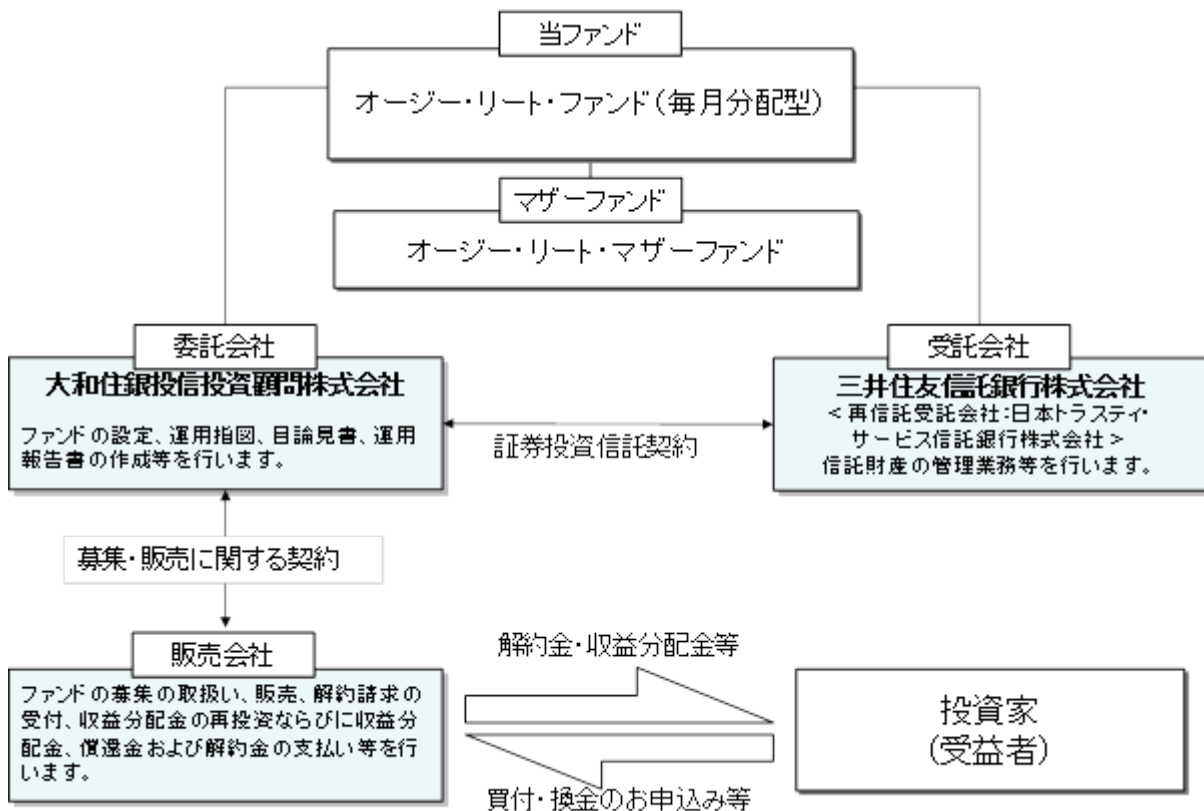 当ファンド
オージー・リート・ファンド(毎月分配型)
マザーファンド
オージー・リート・マザーファンド
委託会社
大和住銀投信投資顧問株式会社
ファンドの設定、運用指図、目論見書、運用
報告書の作成等を行います。
証券投資信託契約
受託会社
三井住友信託銀行株式会社
<再信託受託会社:日本トラスティ・
サービス信託銀行株式会社>
信託財産の管理業務等を行います。
募集・販売に関する契約
販売会社
ファンドの募集の取扱い、販売、解約請求の
受付、収益分配金の再投資ならびに収益分
配金、償還金および解約金の支払い等を行
います。
解約金・収益分配金等
買付・換金のお申込み等
投資家
(受益者)